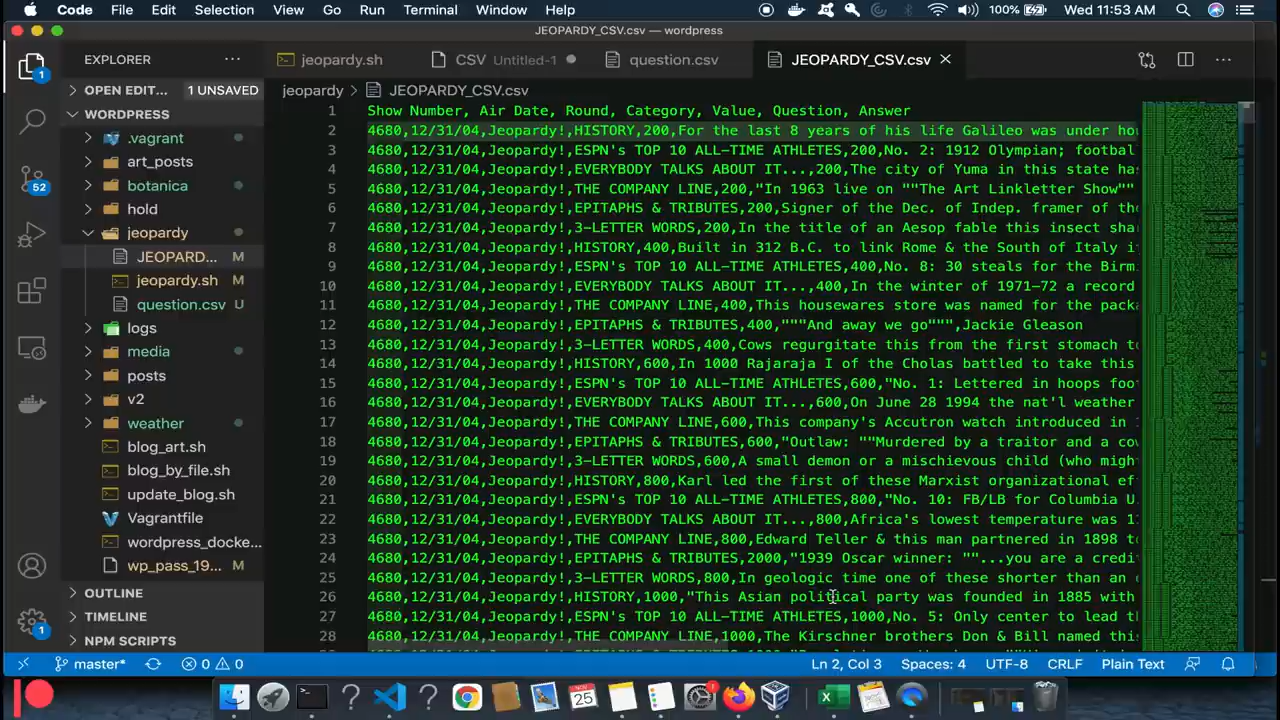 Code File Edit Selection View Go Run Terminal Window Help 100% Wed 11:53 AM
JEOPARDY_CSV.csv — wordpress
EXPLORER ...
jeopardy.sh
CSV Untitled-1
question.csv
JEOPARDY_CSV.csv
OPEN EDIT... 1 UNSAVED
WORDPRESS
.vagrant
art_posts
botanica
hold
jeopardy
JEOPARD... M
jeopardy.sh M
question.csv U
logs
media
posts
v2
weather
blog_art.sh
blog_by_file.sh
update_blog.sh
Vagrantfile
wordpress_docke...
wp_pass_19... M
OUTLINE
TIMELINE
NPM SCRIPTS
1
52
1
jeopardy > JEOPARDY_CSV.csv
1 Show Number, Air Date, Round, Category, Value, Question, Answer
2 4680,12/31/04,Jeopardy!,HISTORY,200,For the last 8 years of his life Galileo was under hou
3 4680,12/31/04,Jeopardy!,ESPN's TOP 10 ALL-TIME ATHLETES,200,No. 2: 1912 Olympian; football
4 4680,12/31/04,Jeopardy!,EVERYBODY TALKS ABOUT IT...,200,The city of Yuma in this state has
5 4680,12/31/04,Jeopardy!,THE COMPANY LINE,200,"In 1963 live on ""The Art Linkletter Show""
6 4680,12/31/04,Jeopardy!,EPITAPHS & TRIBUTES,200,Signer of the Dec. of Indep. framer of the
7 4680,12/31/04,Jeopardy!,3-LETTER WORDS,200,In the title of an Aesop fable this insect shar
8 4680,12/31/04,Jeopardy!,HISTORY,400,Built in 312 B.C. to link Rome & the South of Italy i
9 4680,12/31/04,Jeopardy!,ESPN's TOP 10 ALL-TIME ATHLETES,400,No. 8: 30 steals for the Birm
10 4680,12/31/04,Jeopardy!,EVERYBODY TALKS ABOUT IT...,400,In the winter of 1971-72 a record
11 4680,12/31/04,Jeopardy!,THE COMPANY LINE,400,This housewares store was named for the packa
12 4680,12/31/04,Jeopardy!,EPITAPHS & TRIBUTES,400,"""And away we go""",Jackie Gleason
13 4680,12/31/04,Jeopardy!,3-LETTER WORDS,400,Cows regurgitate this from the first stomach to
14 4680,12/31/04,Jeopardy!,HISTORY,600,In 1000 Rajaraja I of the Cholas battled to take this
15 4680,12/31/04,Jeopardy!,ESPN's TOP 10 ALL-TIME ATHLETES,600,"No. 1: Lettered in hoops foot
16 4680,12/31/04,Jeopardy!,EVERYBODY TALKS ABOUT IT...,600,On June 28 1994 the nat'l weather
17 4680,12/31/04,Jeopardy!,THE COMPANY LINE,600,This company's Accutron watch introduced in 1
18 4680,12/31/04,Jeopardy!,EPITAPHS & TRIBUTES,600,"Outlaw: ""Murdered by a traitor and a cow
19 4680,12/31/04,Jeopardy!,3-LETTER WORDS,600,A small demon or a mischievous child (who migh
20 4680,12/31/04,Jeopardy!,HISTORY,800,Karl led the first of these Marxist organizational ef
21 4680,12/31/04,Jeopardy!,ESPN's TOP 10 ALL-TIME ATHLETES,800,"No. 10: FB/LB for Columbia U.
22 4680,12/31/04,Jeopardy!,EVERYBODY TALKS ABOUT IT...,800,Africa's lowest temperature was 11
23 4680,12/31/04,Jeopardy!,THE COMPANY LINE,800,Edward Teller & this man partnered in 1898 to
24 4680,12/31/04,Jeopardy!,EPITAPHS & TRIBUTES,2000,"1939 Oscar winner: ""...you are a credi
25 4680,12/31/04,Jeopardy!,3-LETTER WORDS,800,In geologic time one of these shorter than an
26 4680,12/31/04,Jeopardy!,HISTORY,1000,"This Asian political party was founded in 1885 with
27 4680,12/31/04,Jeopardy!,ESPN's TOP 10 ALL-TIME ATHLETES,1000,No. 5: Only center to lead the
28 4680,12/31/04,Jeopardy!,THE COMPANY LINE,1000,The Kirschner brothers Don & Bill named this
master* 0 0 Ln 2, Col 3 Spaces: 4 UTF-8 CRLF Plain Text
NOV 25